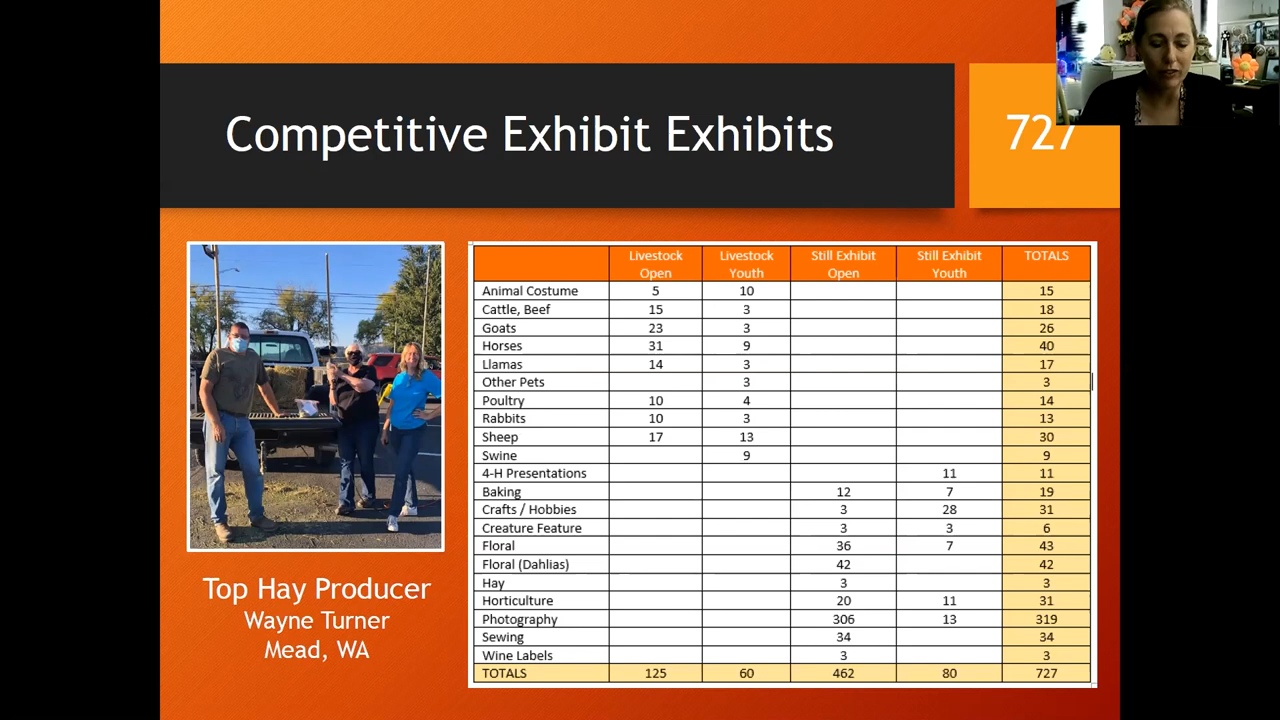 Competitive Exhibit Exhibits
727
Livestock Open Livestock Youth Still Exhibit Open Still Exhibit Youth TOTALS
Animal Costume 5 10 15
Cattle, Beef 15 3 18
Goats 23 3 26
Horses 31 9 40
Llamas 14 3 17
Other Pets 3 3
Poultry 10 4 14
Rabbits 10 3 13
Sheep 17 13 30
Swine 9 9
4-H Presentations 11 11
Baking 12 7 19
Crafts / Hobbies 3 28 31
Creature Feature 3 3 6
Floral 36 7 43
Floral (Dahlias) 42 42
Hay 3 3
Horticulture 20 11 31
Photography 306 13 319
Sewing 34 34
Wine Labels 3 3
TOTALS 125 60 462 80 727
Top Hay Producer
Wayne Turner
Mead, WA